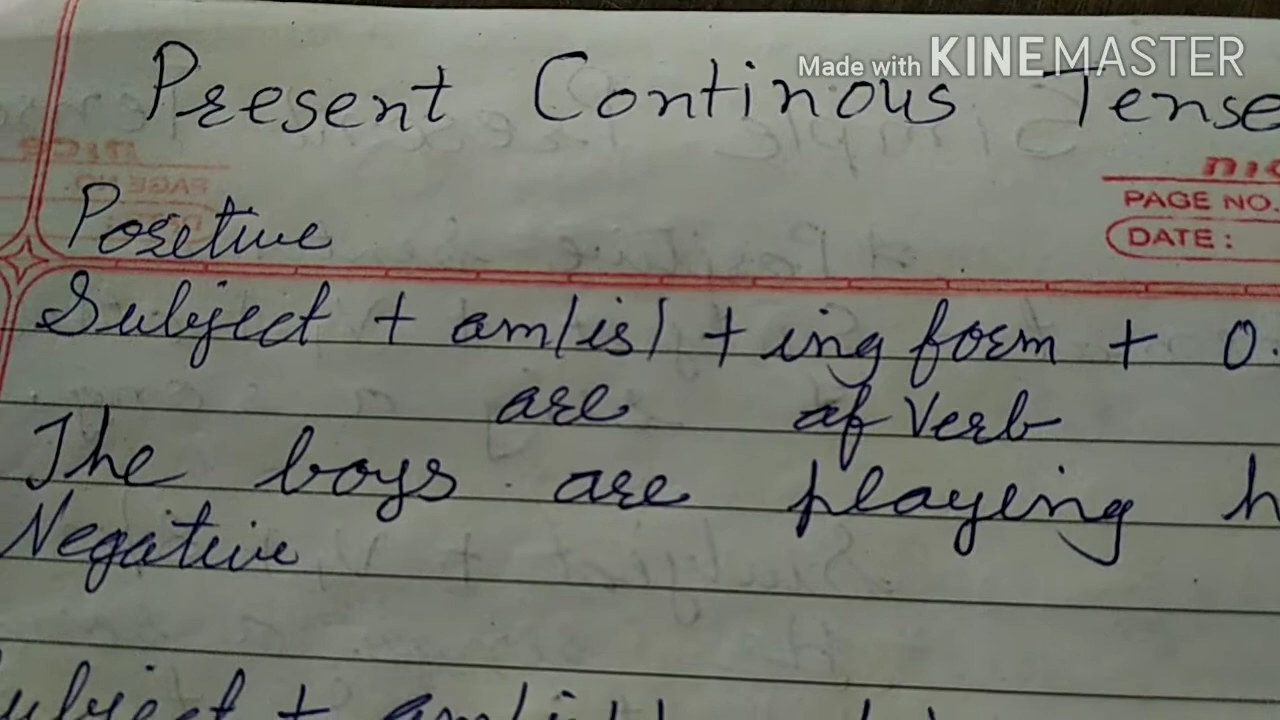 Made with KINEMASTER
Present Continous Tense
PAGE NO.
DATE :
Posetive
Subject + am/is/ + ing form + O.
are of Verb
The boys are playing h
Negative